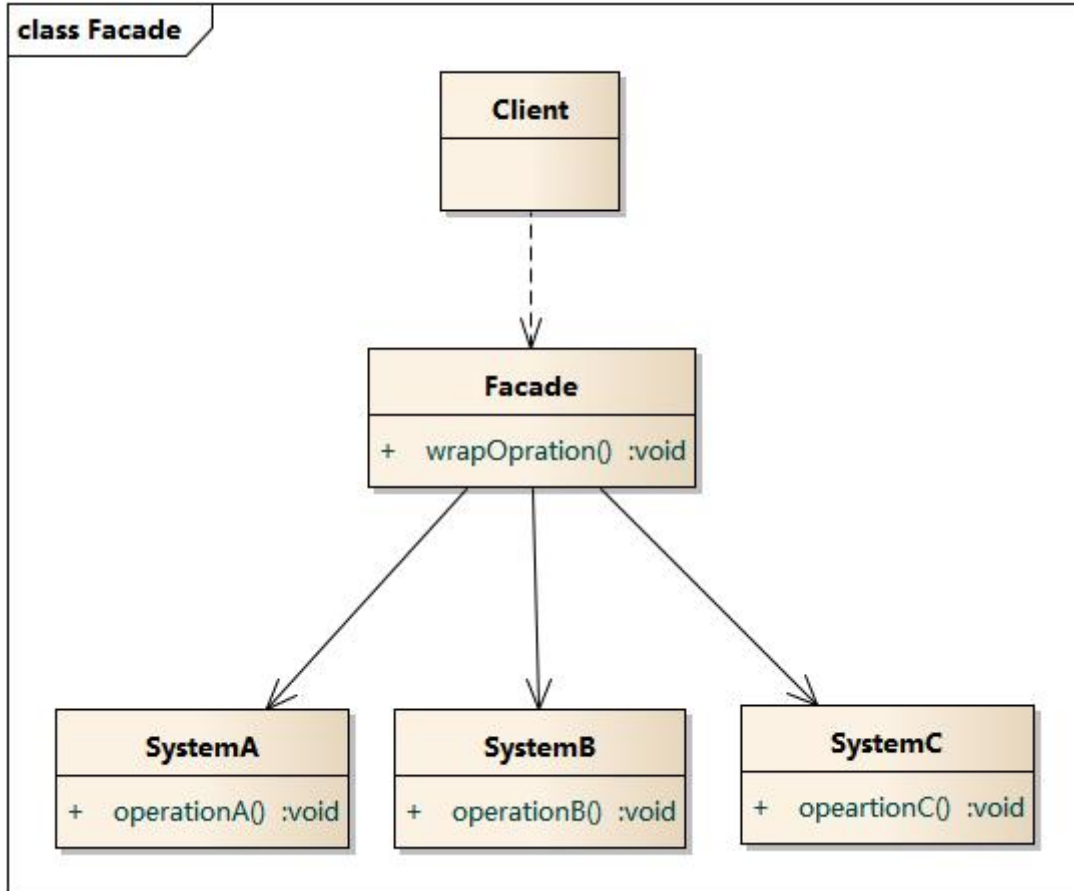 class Facade
Client
Facade
+ wrapOpration() :void
SystemA
+ operationA() :void
SystemB
+ operationB() :void
SystemC
+ opeartionC() :void